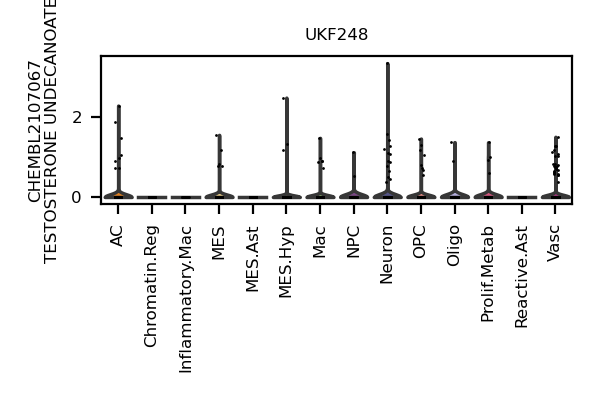 UKF248
CHEMBL2107067
TESTOSTERONE UNDECANOATE
2
0
AC
Chromatin.Reg
Inflammatory.Mac
MES
MES.Ast
MES.Hyp
Mac
NPC
Neuron
OPC
Oligo
Prolif.Metab
Reactive.Ast
Vasc